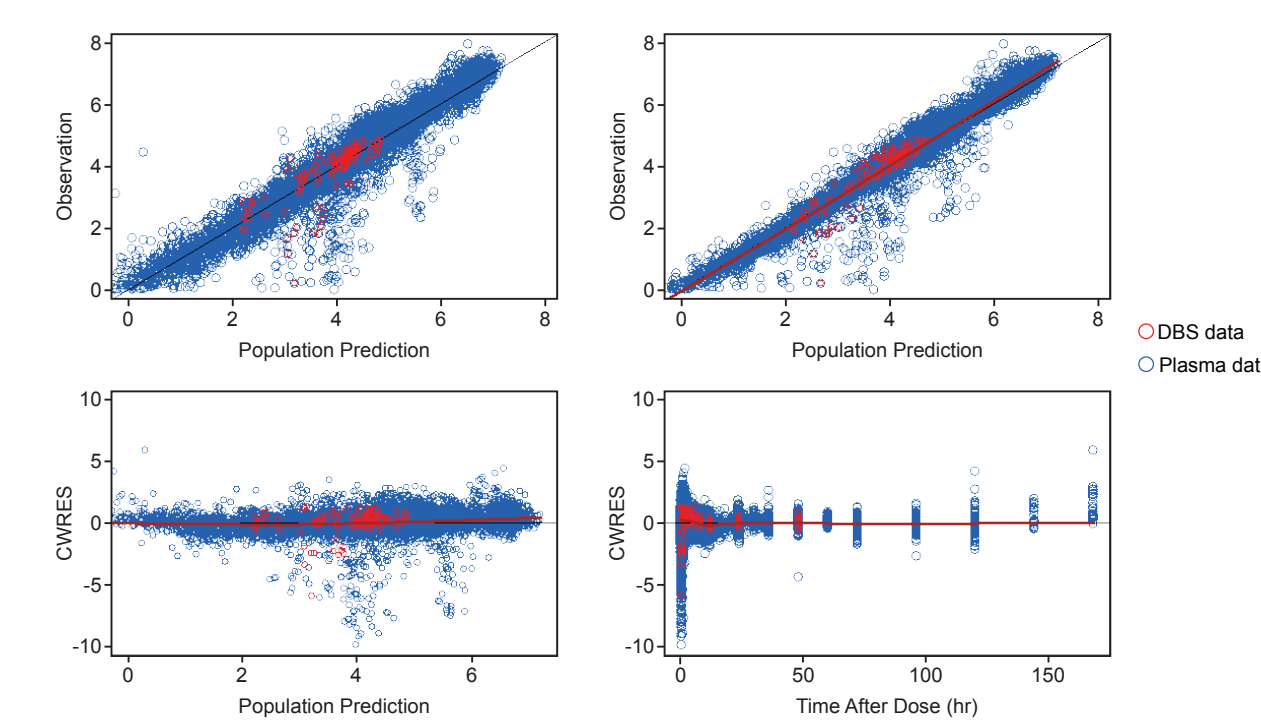 8
6
4
2
0
Observation
0 2 4 6 8
Population Prediction
8
6
4
2
0
Observation
0 2 4 6 8
Population Prediction
DBS data
Plasma dat
10
5
0
-5
-10
CWRES
0 2 4 6
Population Prediction
10
5
0
-5
-10
CWRES
0 50 100 150
Time After Dose (hr)